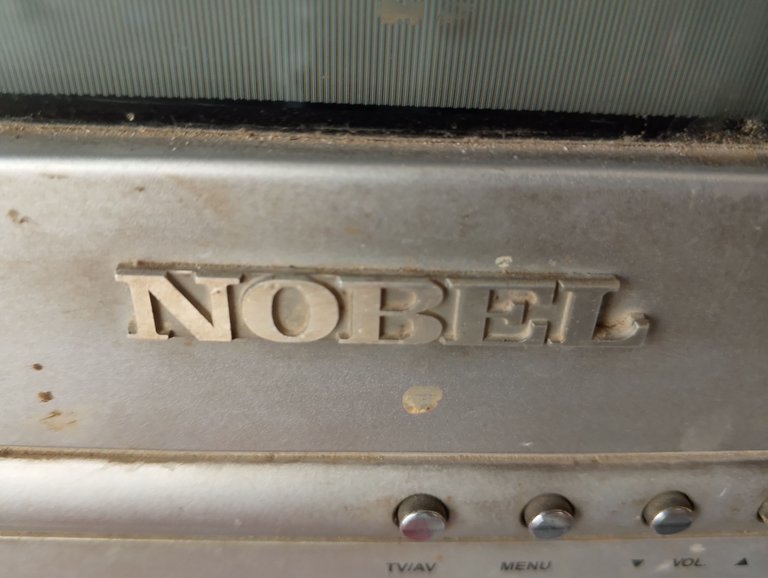 NOBEL
TV/AV MENU ▼ VOL. ▲